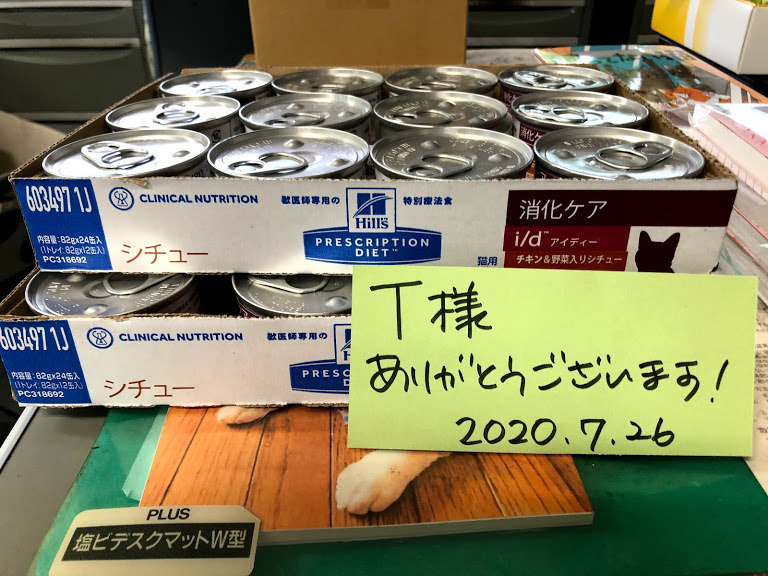 603497 1J
内容量:82g×24缶入
(1トレイ:82g×12缶入)
PC318692
CLINICAL NUTRITION
シチュー
獣医師専用の
特別療法食
Hill's
PRESCRIPTION
DIET™
猫用
消化ケア
i/d™ アイディー
チキン&野菜入りシチュー
消化ケア
603497 1J
内容量:82g×24缶入
(1トレイ:82g×12缶入)
PC318692
CLINICAL NUTRITION
シチュー
獣医師専用の
T様
ありがとうございます!
2020.7.26
PLUS
塩ビデスクマットW型